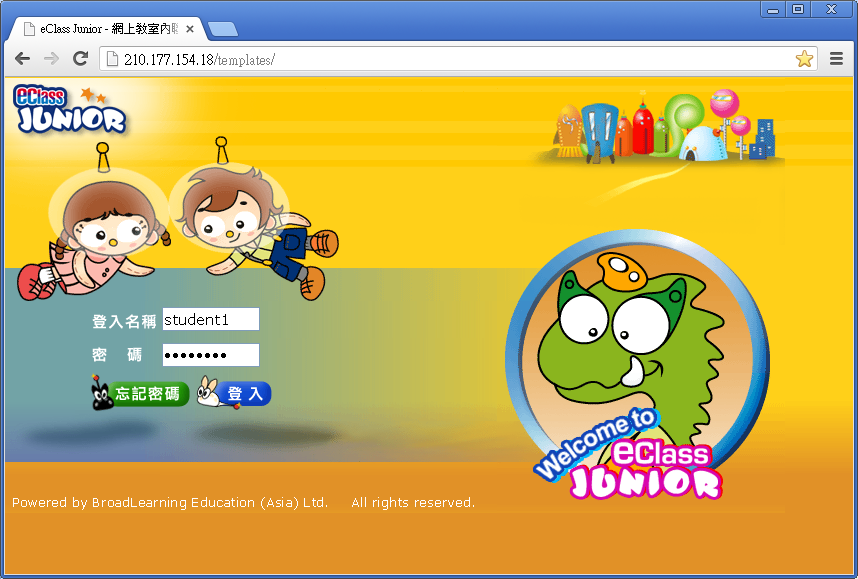 eClass Junior - 網上教室內聯
210.177.154.18/templates/
eClass
JUNIOR
登入名稱 student1
密 碼 ••••••••
忘記密碼 登 入
Welcome to
eClass
JUNIOR
Powered by BroadLearning Education (Asia) Ltd. All rights reserved.